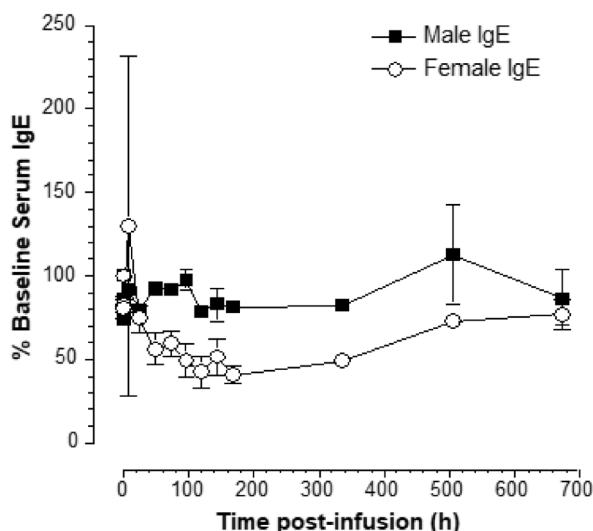 250
200
150
100
50
0
% Baseline Serum IgE
Male IgE
Female IgE
0 100 200 300 400 500 600 700
Time post-infusion (h)